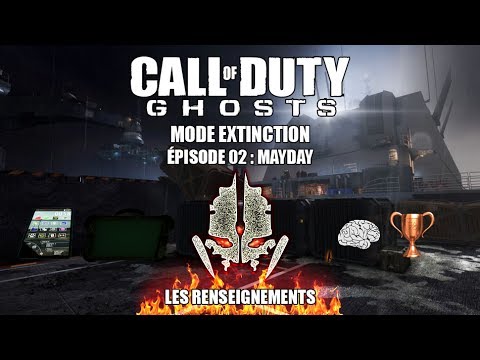 CALL OF DUTY
GHOSTS
MODE EXTINCTION
ÉPISODE 02 : MAYDAY
LES RENSEIGNEMENTS